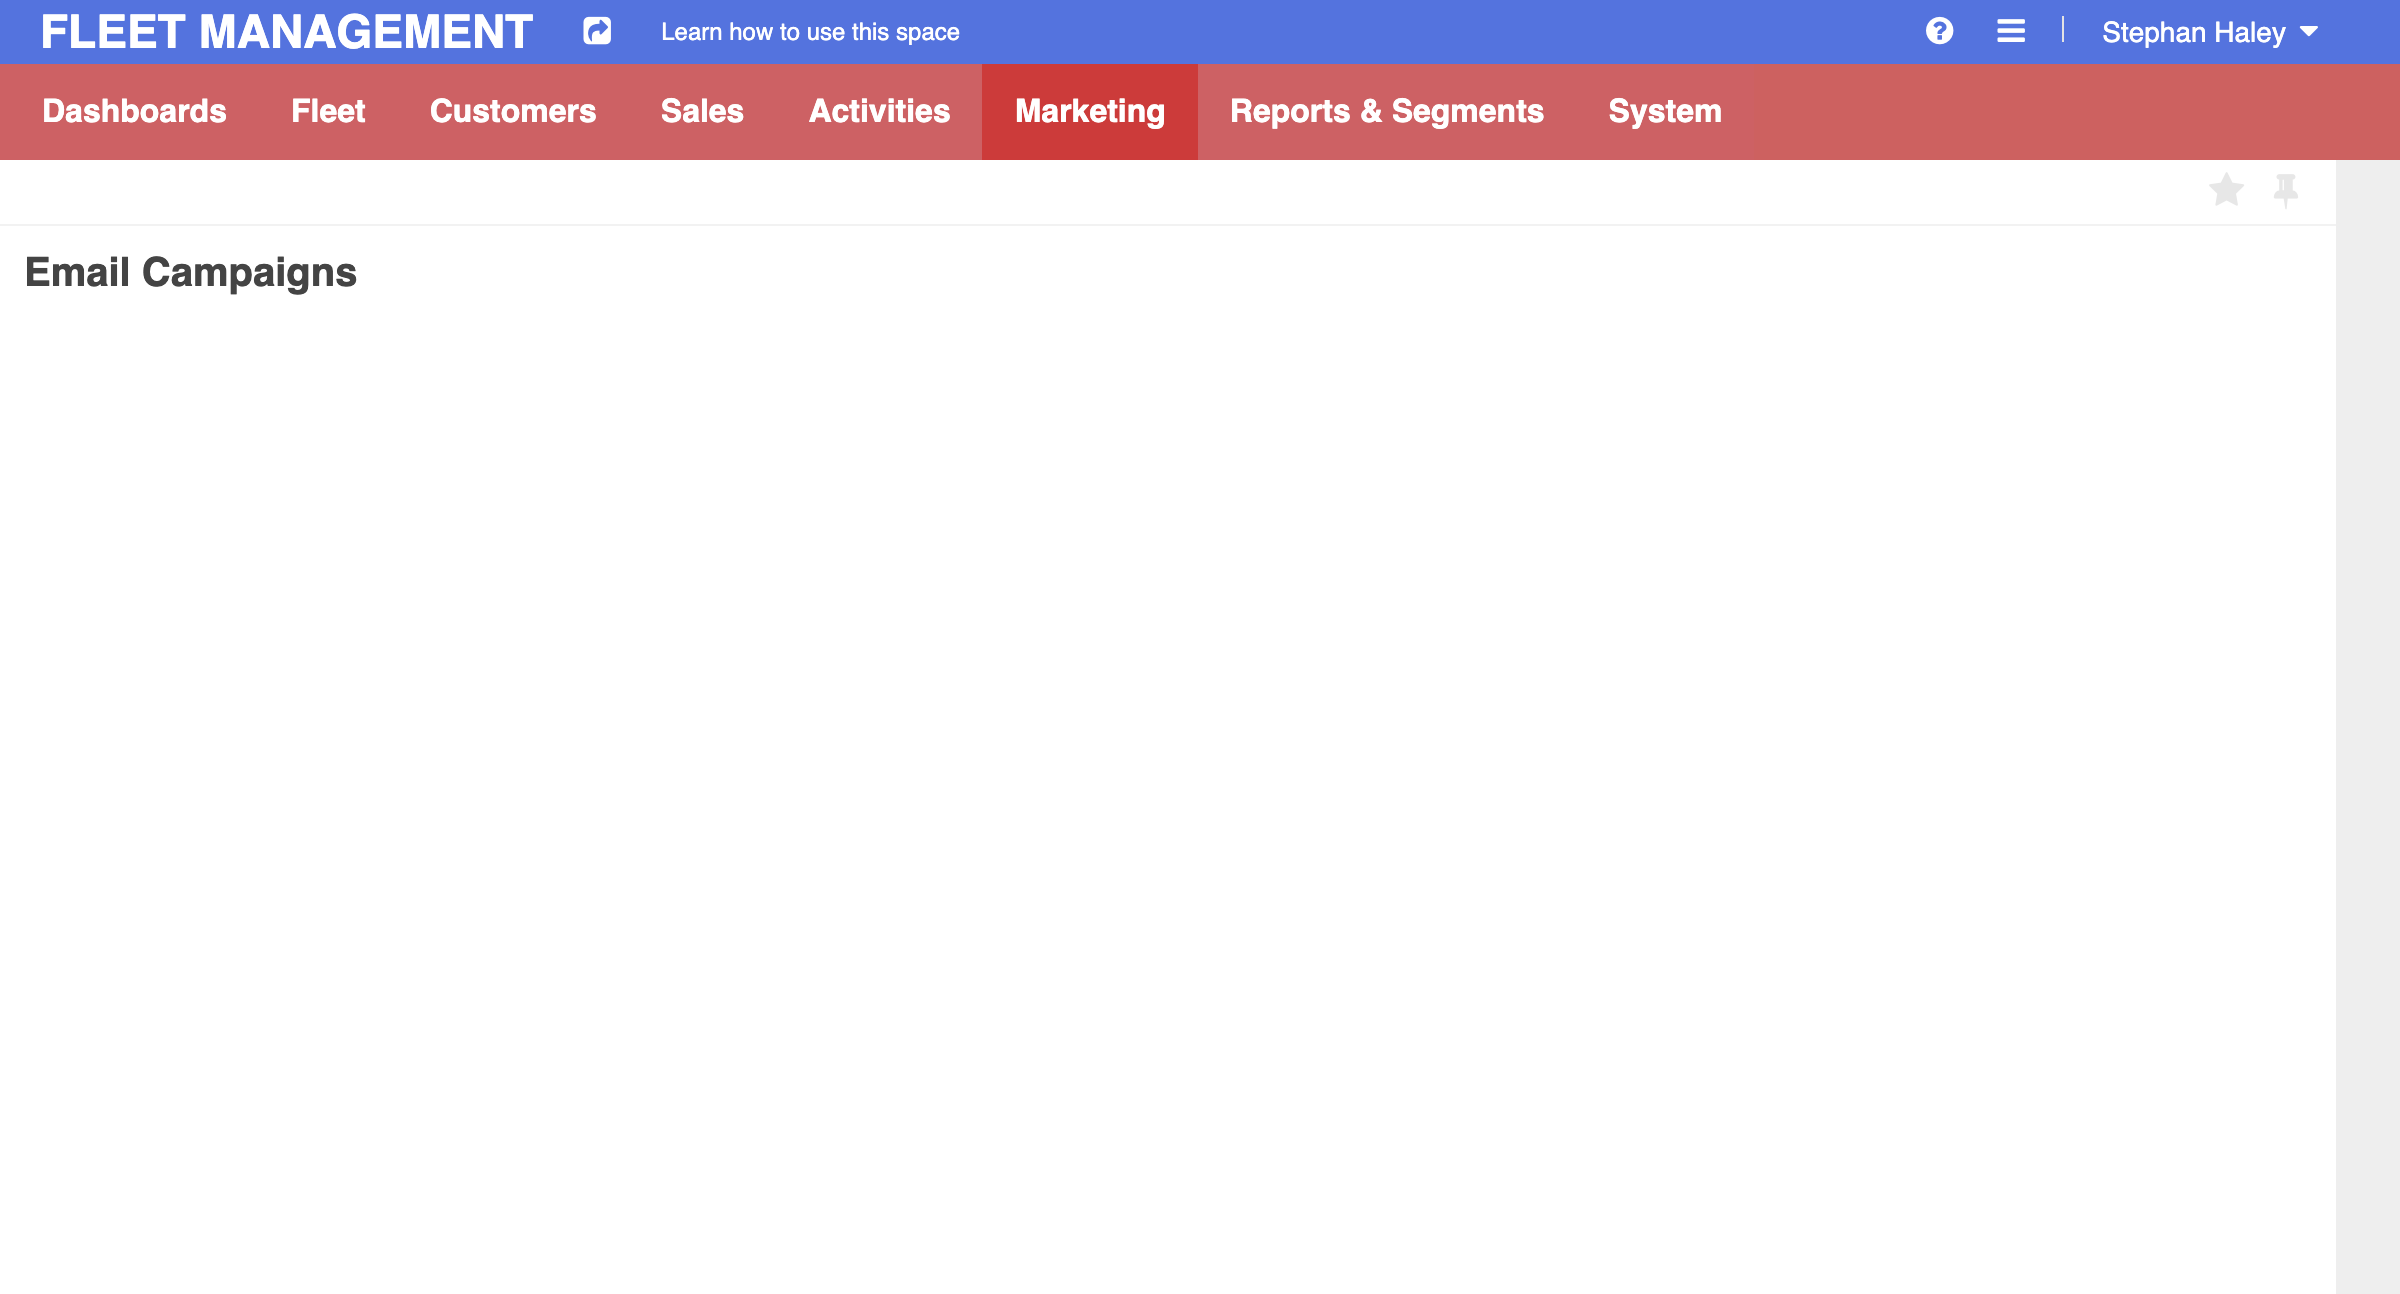 FLEET MANAGEMENT Learn how to use this space Stephan Haley
Dashboards Fleet Customers Sales Activities Marketing Reports & Segments System
Email Campaigns